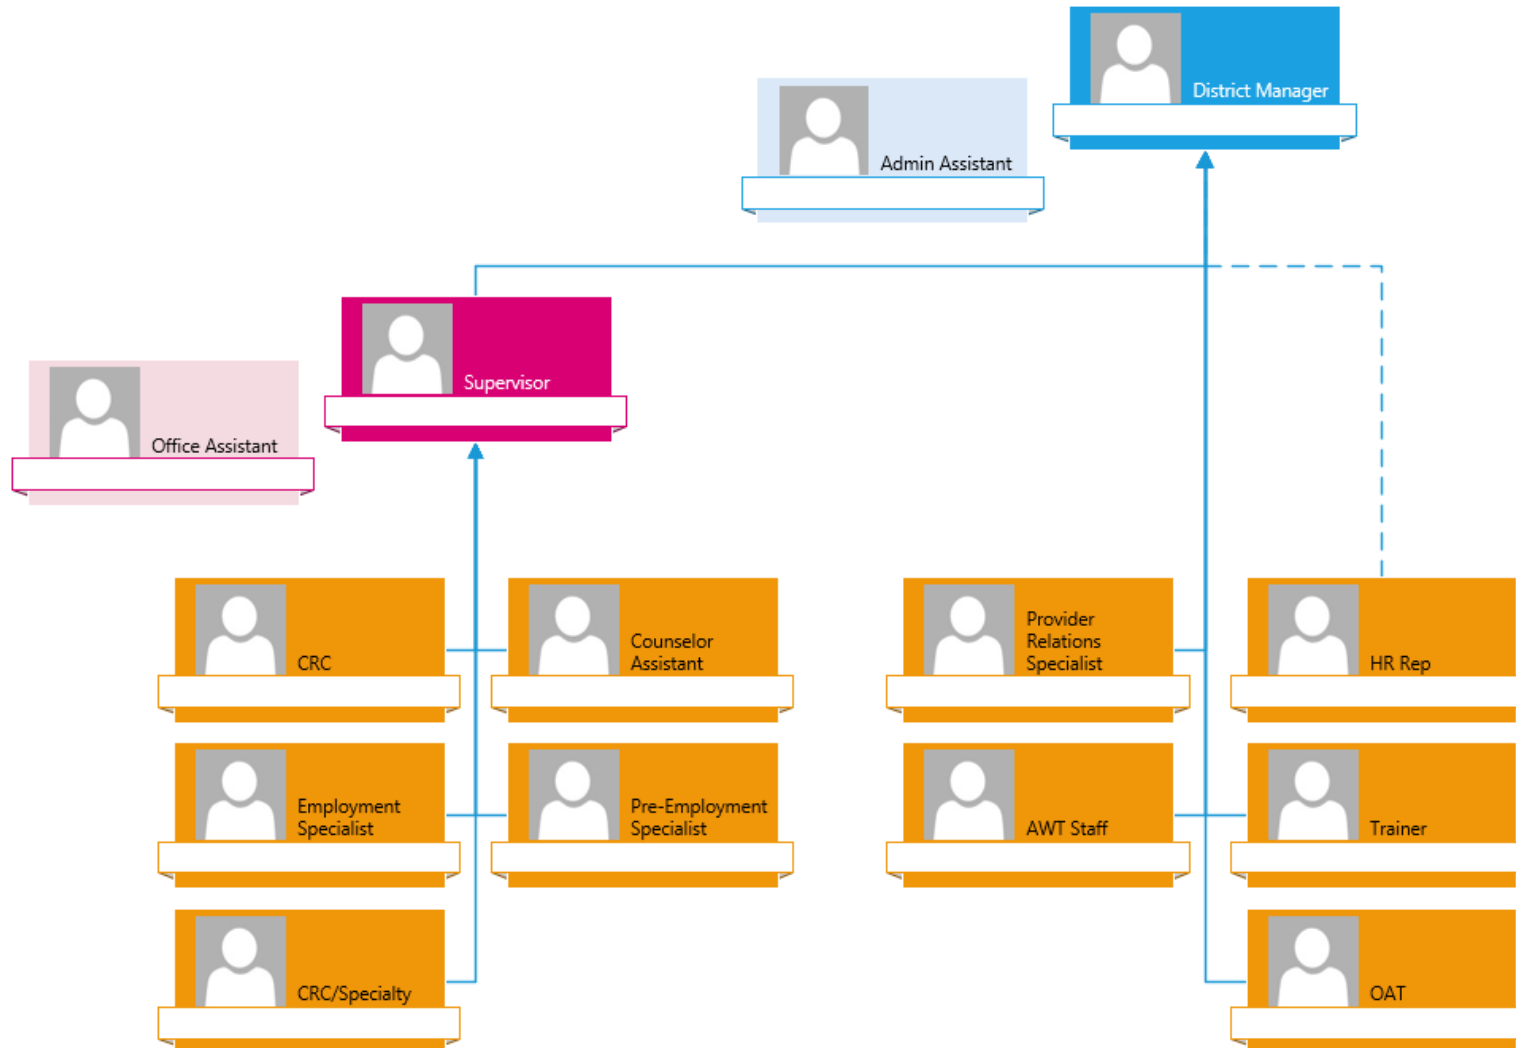 District Manager
Admin Assistant
Supervisor
Office Assistant
CRC
Counselor
Assistant
Provider
Relations
Specialist
HR Rep
Employment
Specialist
Pre-Employment
Specialist
AWT Staff
Trainer
CRC/Specialty
OAT